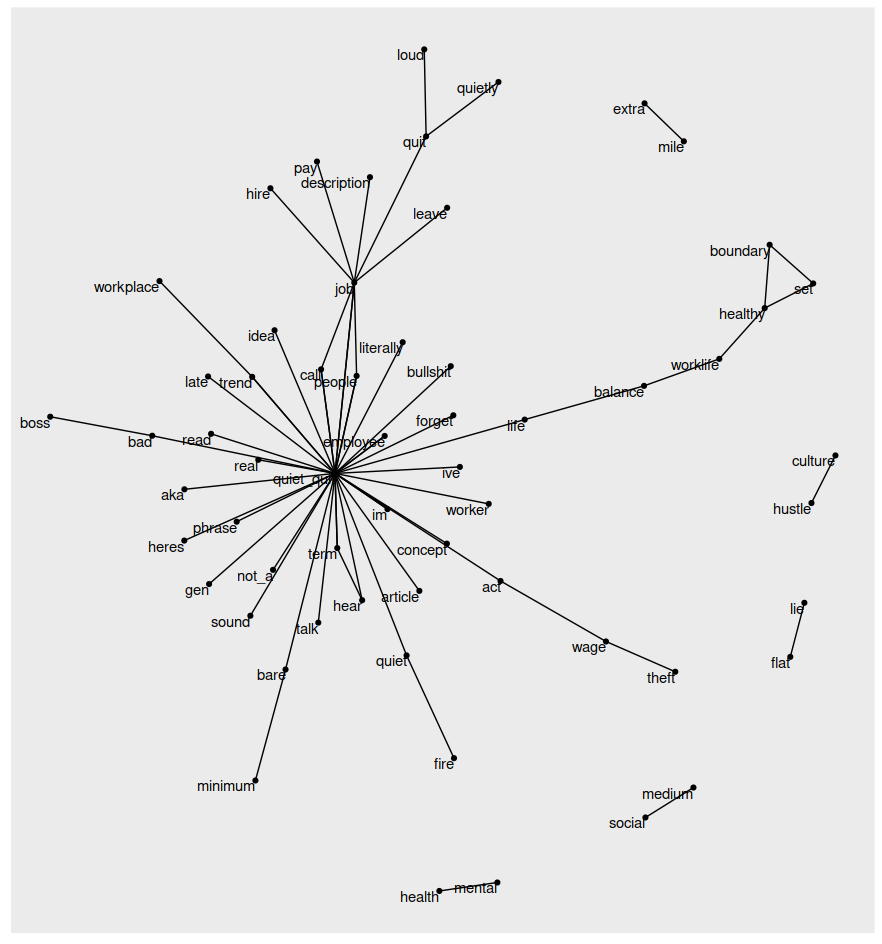 loud
quietly
extra
quit
mile
pay
description
hire
leave
boundary
workplace
job
set
healthy
idea
literally
worklife
late
trend
call
people
bullshit
balance
boss
forget
life
bad
read
employee
culture
real
ive
quiet_quit
aka
worker
hustle
im
phrase
heres
term
concept
not_a
gen
act
article
hear
lie
sound
talk
wage
quiet
flat
bare
theft
fire
minimum
medium
social
mental
health